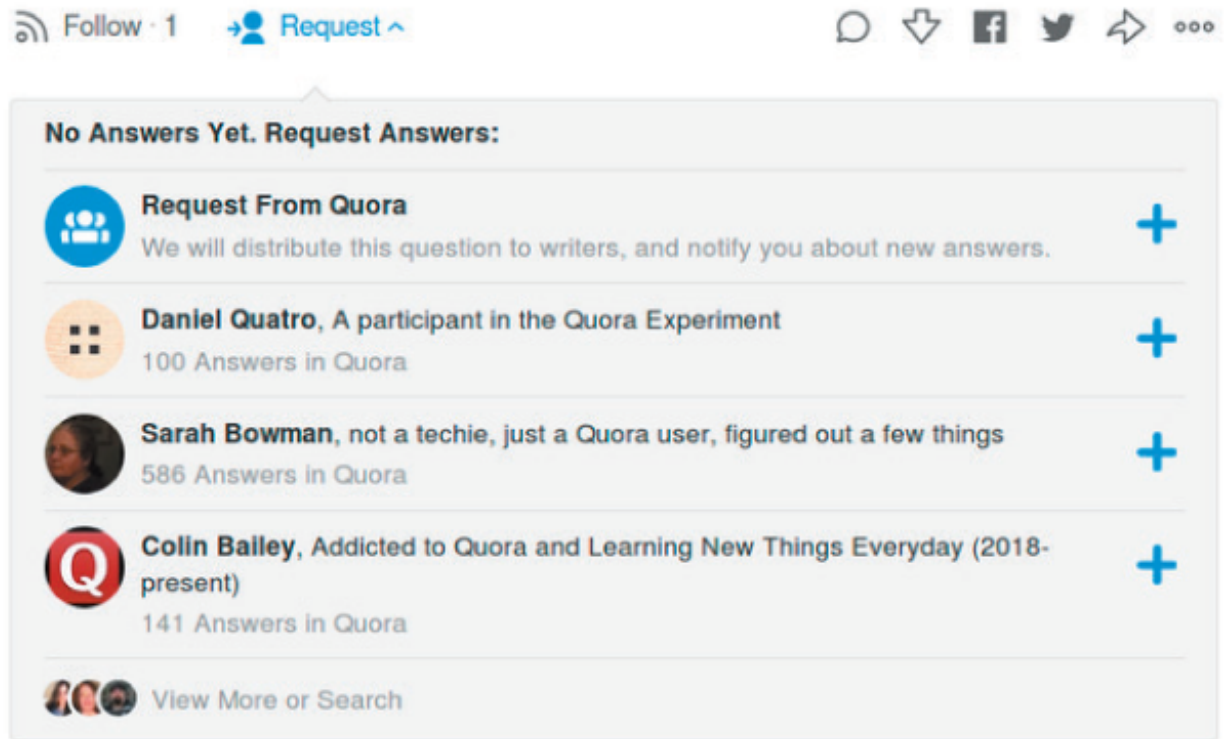 Follow · 1 Request
No Answers Yet. Request Answers:
Request From Quora
We will distribute this question to writers, and notify you about new answers.
Daniel Quatro, A participant in the Quora Experiment
100 Answers in Quora
Sarah Bowman, not a techie, just a Quora user, figured out a few things
586 Answers in Quora
Q
Colin Bailey, Addicted to Quora and Learning New Things Everyday (2018-
present)
141 Answers in Quora
View More or Search